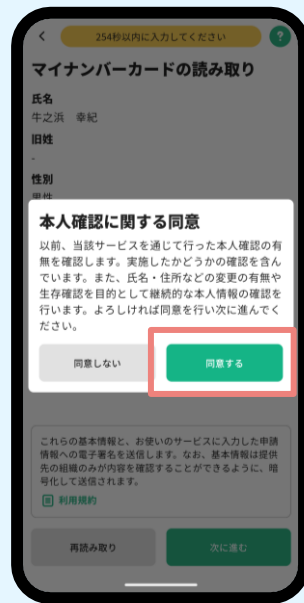 254秒以内に入力してください
?
マイナンバーカードの読み取り
氏名
牛之浜　幸紀
旧姓
-
性別
男性
本人確認に関する同意
以前、当該サービスを通じて行った本人確認の有
無を確認します。実施したかどうかの確認を含ん
でいます。また、氏名・住所などの変更の有無や
生存確認を目的として継続的な本人情報の確認を
行います。よろしければ同意を行い次に進んでく
ださい。
同意しない
同意する
これらの基本情報と、お使いのサービスに入力した申請
情報への電子署名を送信します。なお、基本情報は提供
先の組織のみが内容を確認することができるように、暗
号化して送信されます。
利用規約
再読み取り
次に進む